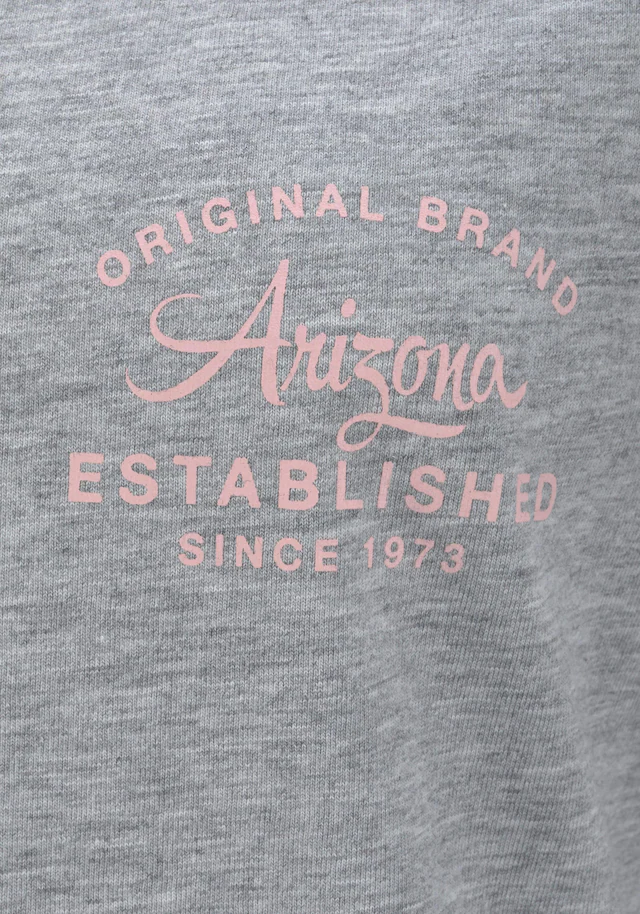 ORIGINAL BRAND
Arizona
ESTABLISHED
SINCE 1973